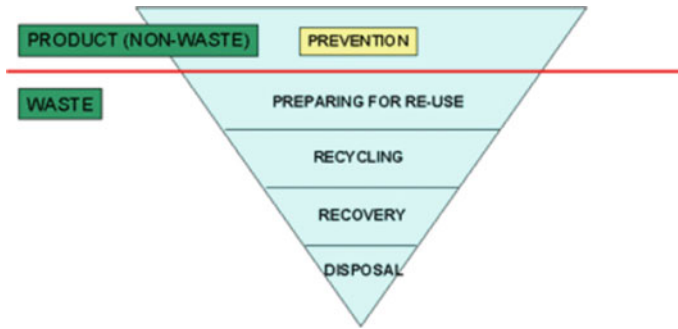 PRODUCT (NON-WASTE)
PREVENTION
WASTE
PREPARING FOR RE-USE
RECYCLING
RECOVERY
DISPOSAL